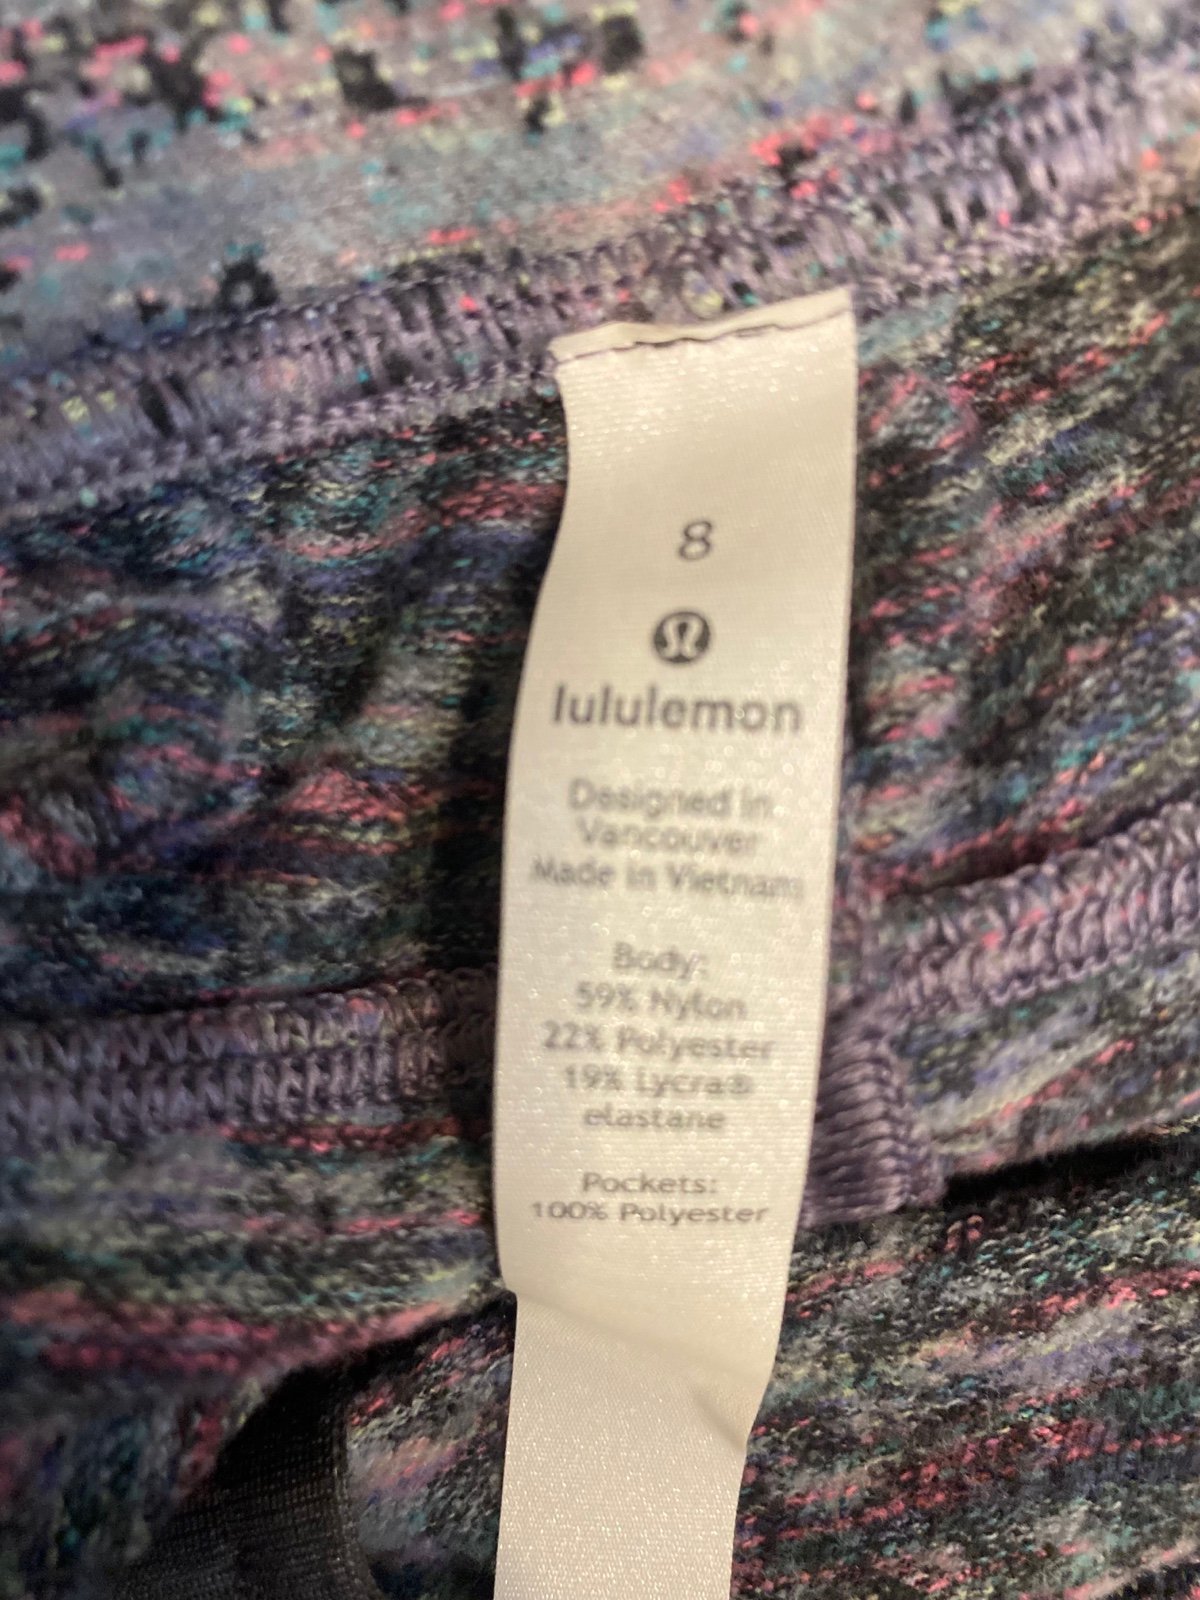 8
lululemon
Designed in
Vancouver
Made in Vietnam
Body:
59% Nylon
22% Polyester
19% Lycra®
elastane
Pockets:
100% Polyester